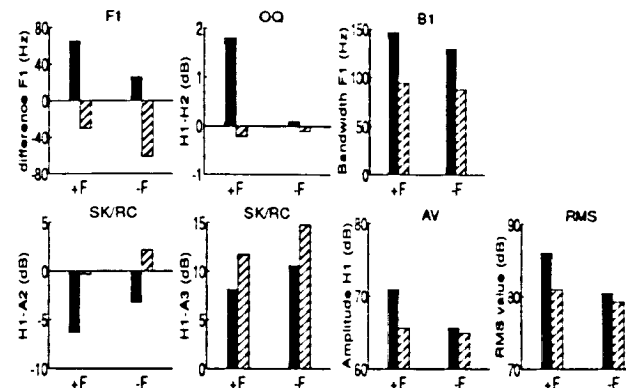 F1
OQ
B1
difference F1 (Hz)
80
40
0
-40
-80
+F
-F
H1-H2 (dB)
2
1
0
-1
+F
-F
Bandwidth F1 (Hz)
150
100
50
0
+F
-F
SK/RC
SK/RC
AV
RMS
H1-A2 (dB)
5
0
-5
-10
+F
-F
H1-A3 (dB)
15
10
5
0
+F
-F
Amplitude H1 (dB)
80
70
60
+F
-F
RMS value (dB)
90
80
70
+F
-F